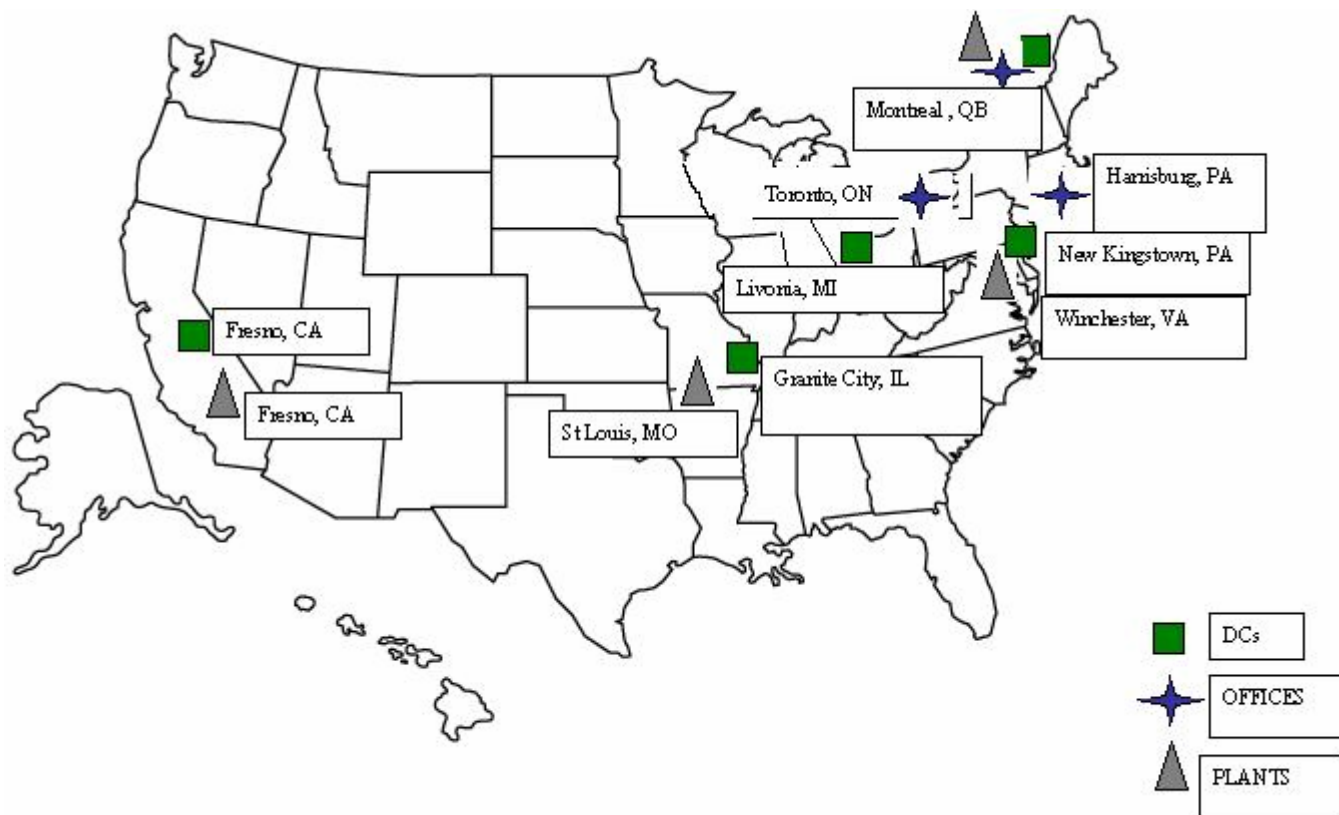 Montreal , QB
Harrisburg, PA
Toronto, ON
New Kingstown, PA
Livonia, MI
Winchester, VA
Fresno, CA
Granite City, IL
Fresno, CA
St Louis, MO
DCs
OFFICES
PLANTS